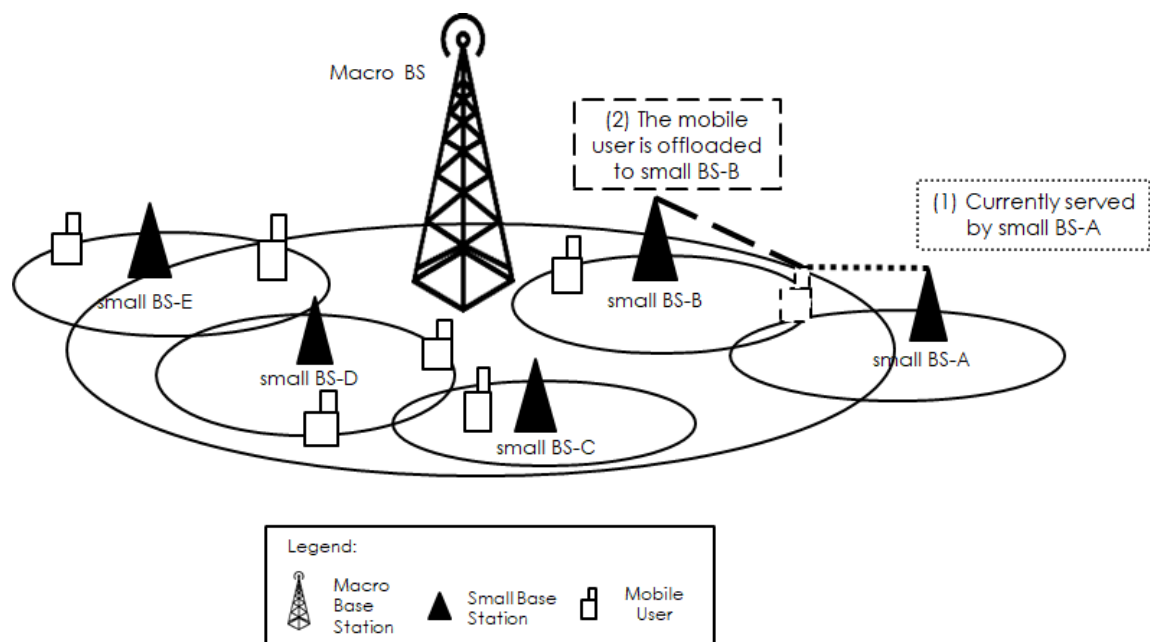 Macro BS
(2) The mobile
user is offloaded
to small BS-B
(1) Currently served
by small BS-A
small BS-E
small BS-B
small BS-A
small BS-D
small BS-C
Legend:
Macro
Base
Station
Small Base
Station
Mobile
User